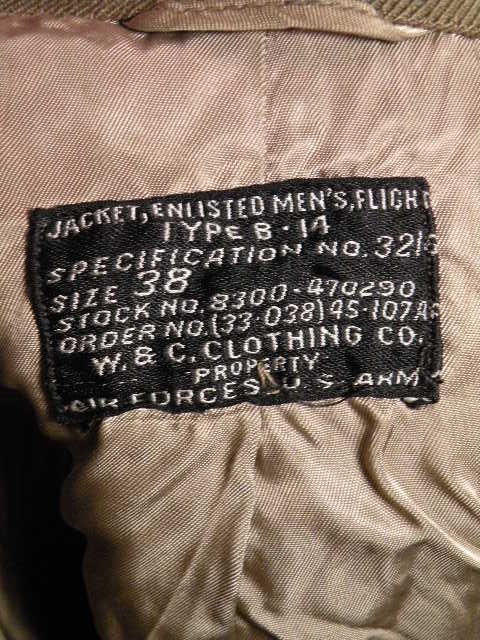 JACKET, ENLISTED MEN'S, FLIGHT
TYPE B-14
SPECIFICATION NO. 321
SIZE 38
STOCK NO. 8300-470290
ORDER NO. (33-038) 45-107AF
W. & C. CLOTHING CO.
PROPERTY
AIR FORCES U.S. ARMY